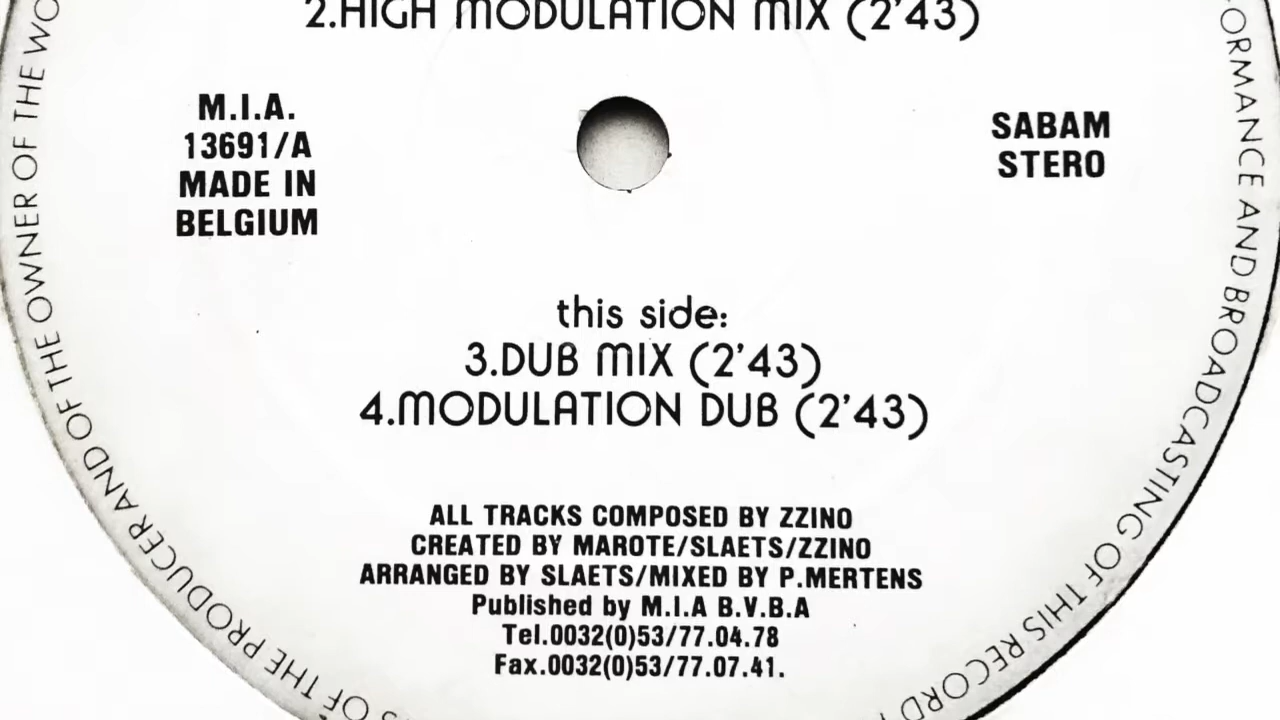 2.HIGH MODULATION MIX (2'43)
M.I.A.
13691/A
MADE IN
BELGIUM
SABAM
STERO
this side:
3.DUB MIX (2'43)
4.MODULATION DUB (2'43)
ALL TRACKS COMPOSED BY ZZINO
CREATED BY MAROTE/SLAETS/ZZINO
ARRANGED BY SLAETS/MIXED BY P.MERTENS
Published by M.I.A B.V.B.A
Tel.0032(0)53/77.04.78
Fax.0032(0)53/77.07.41.
OF THE PRODUCER AND OF THE OWNER OF THE
AND BROADCASTING OF THIS RECORD